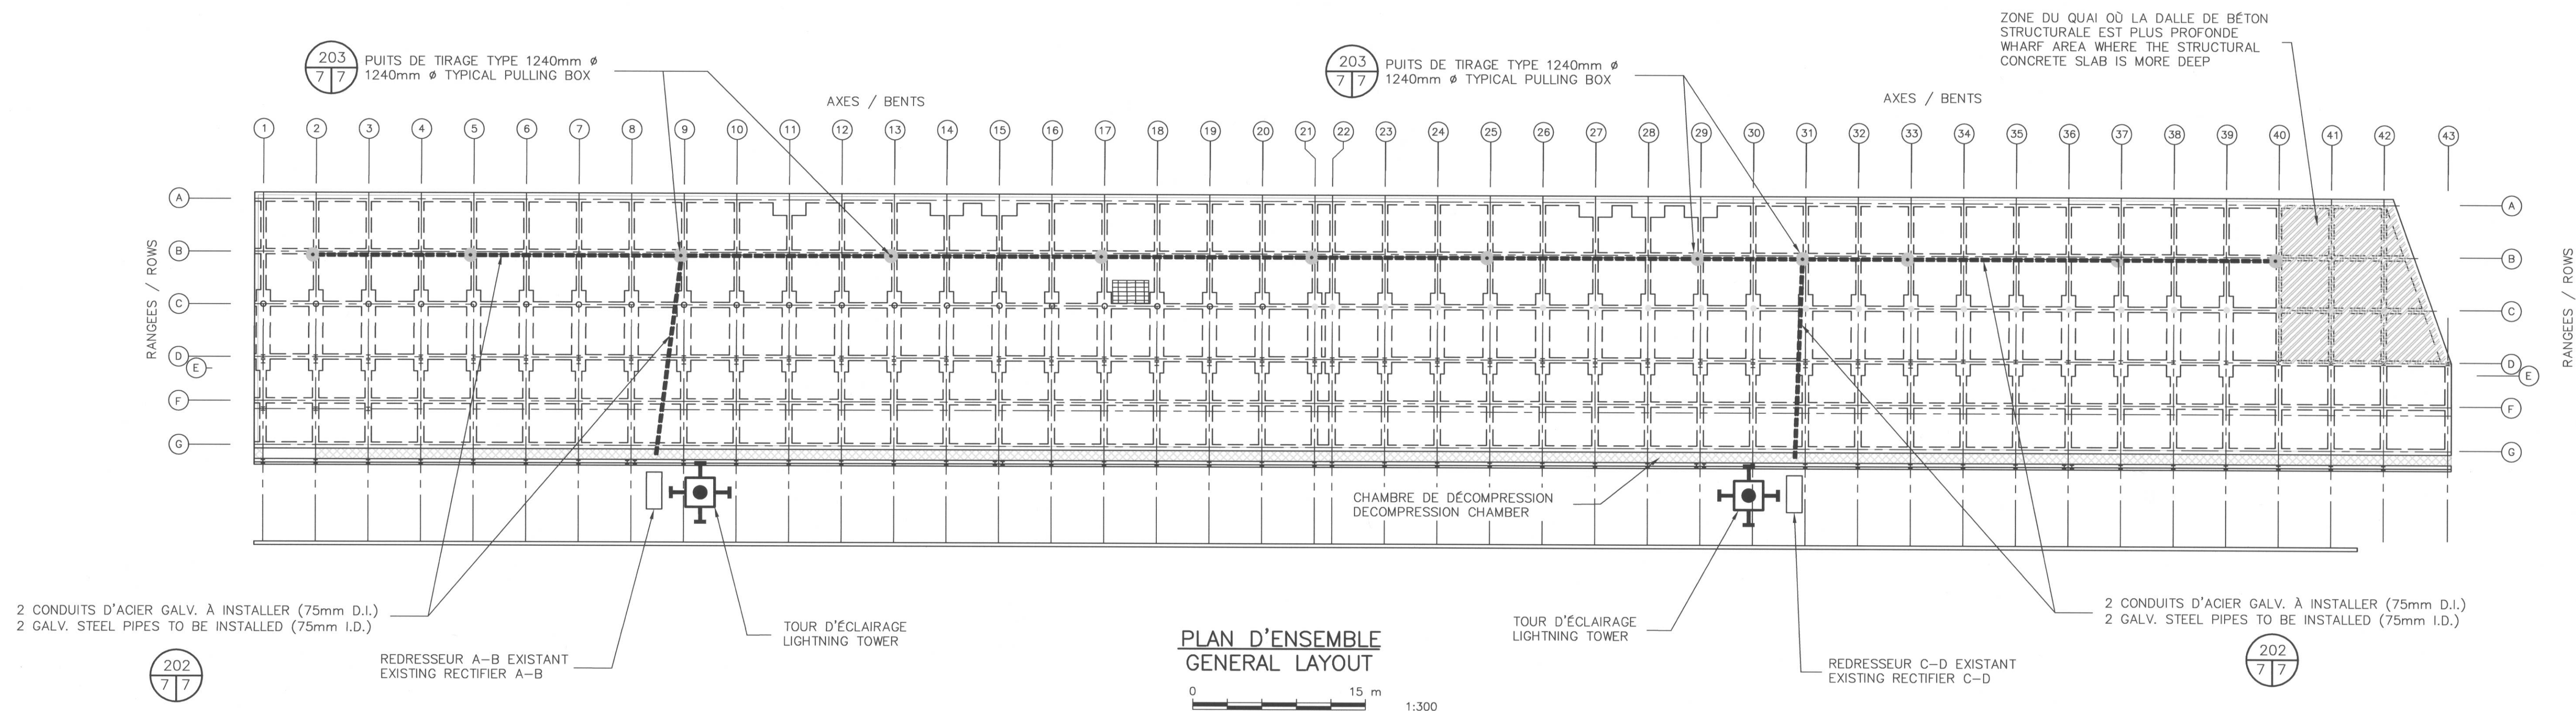 ZONE DU QUAI OÙ LA DALLE DE BÉTON
STRUCTURALE EST PLUS PROFONDE
WHARF AREA WHERE THE STRUCTURAL
CONCRETE SLAB IS MORE DEEP
203
7 7
PUITS DE TIRAGE TYPE 1240mm ø
1240mm ø TYPICAL PULLING BOX
203
7 7
PUITS DE TIRAGE TYPE 1240mm ø
1240mm ø TYPICAL PULLING BOX
AXES / BENTS
AXES / BENTS
1 2 3 4 5 6 7 8 9 10 11 12 13 14 15 16 17 18 19 20 21 22 23 24 25 26 27 28 29 30 31 32 33 34 35 36 37 38 39 40 41 42 43
RANGEES / ROWS
A
B
C
D
E
F
G
A
B
C
D
E
F
G
RANGEES / ROWS
CHAMBRE DE DÉCOMPRESSION
DECOMPRESSION CHAMBER
2 CONDUITS D'ACIER GALV. À INSTALLER (75mm D.I.)
2 GALV. STEEL PIPES TO BE INSTALLED (75mm I.D.)
202
7 7
REDRESSEUR A-B EXISTANT
EXISTING RECTIFIER A-B
TOUR D'ÉCLAIRAGE
LIGHTNING TOWER
PLAN D'ENSEMBLE
GENERAL LAYOUT
0 15 m
1:300
TOUR D'ÉCLAIRAGE
LIGHTNING TOWER
REDRESSEUR C-D EXISTANT
EXISTING RECTIFIER C-D
2 CONDUITS D'ACIER GALV. À INSTALLER (75mm D.I.)
2 GALV. STEEL PIPES TO BE INSTALLED (75mm I.D.)
202
7 7